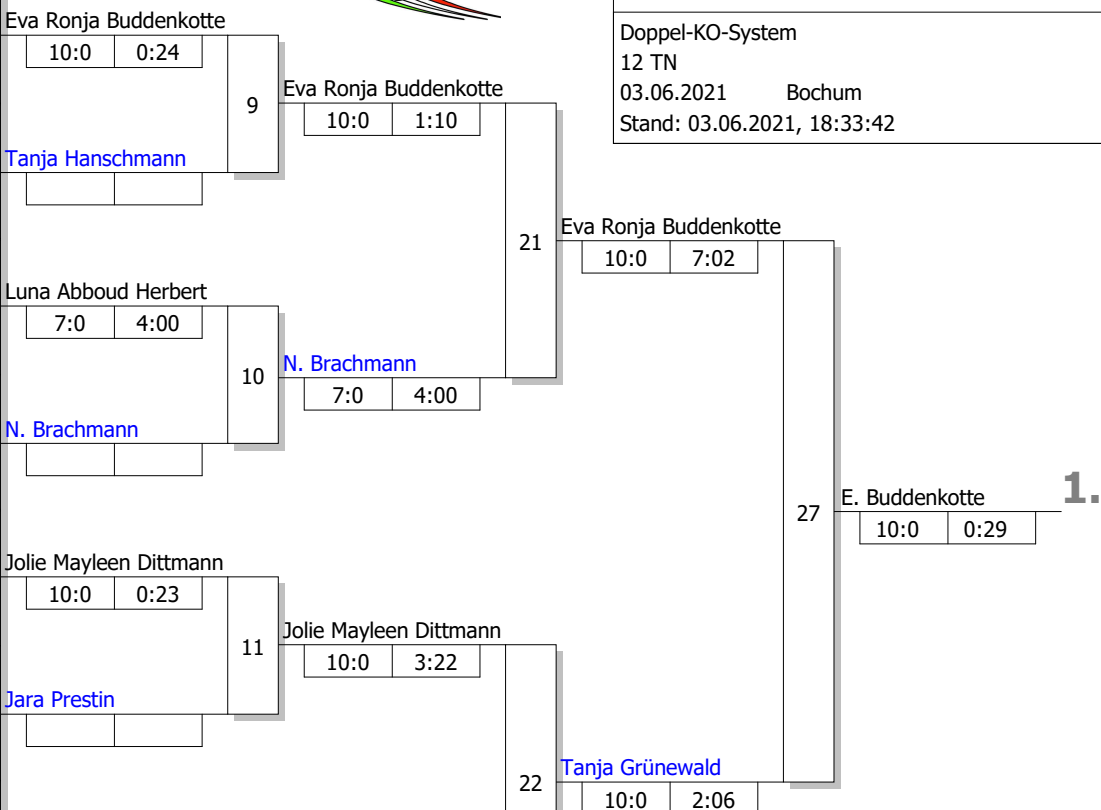 Eva Ronja Buddenkotte
10:0 0:24
9
Tanja Hanschmann
Eva Ronja Buddenkotte
10:0 1:10
Doppel-KO-System
12 TN
03.06.2021 Bochum
Stand: 03.06.2021, 18:33:42
21
Eva Ronja Buddenkotte
10:0 7:02
Luna Abboud Herbert
7:0 4:00
10
N. Brachmann
N. Brachmann
7:0 4:00
27
E. Buddenkotte
10:0 0:29
1.
Jolie Mayleen Dittmann
10:0 0:23
11
Jara Prestin
Jolie Mayleen Dittmann
10:0 3:22
22
Tanja Grünewald
10:0 2:06